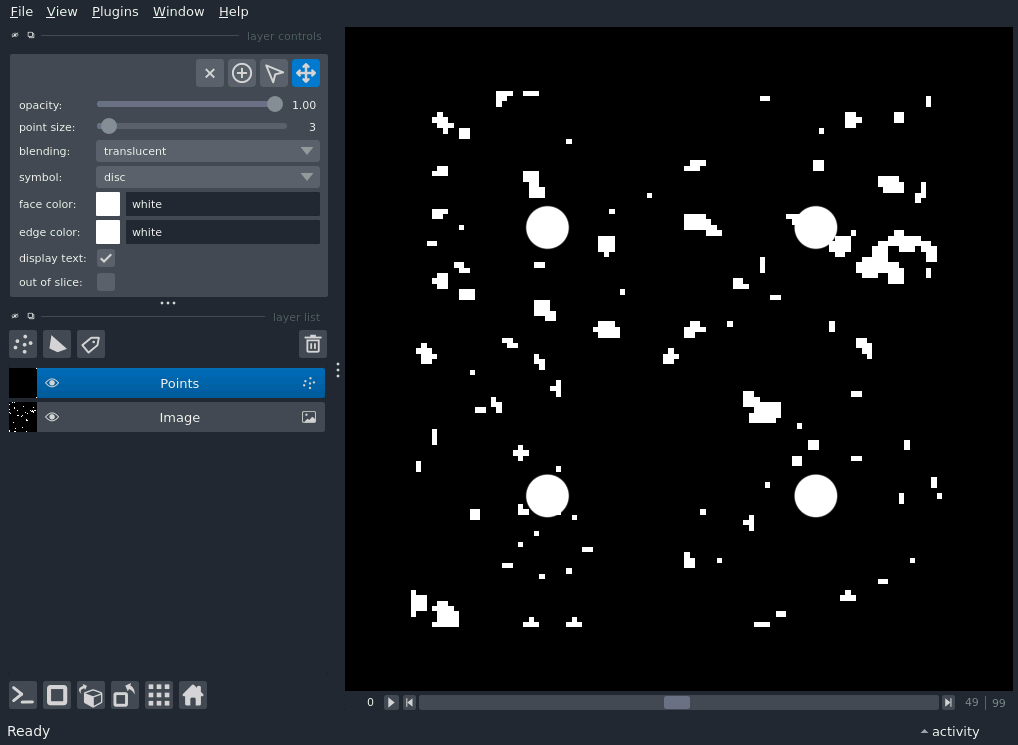 File View Plugins Window Help
layer controls
opacity: 1.00
point size: 3
blending: translucent
symbol: disc
face color: white
edge color: white
display text:
out of slice:
layer list
Points
Image
0 49 99
Ready activity